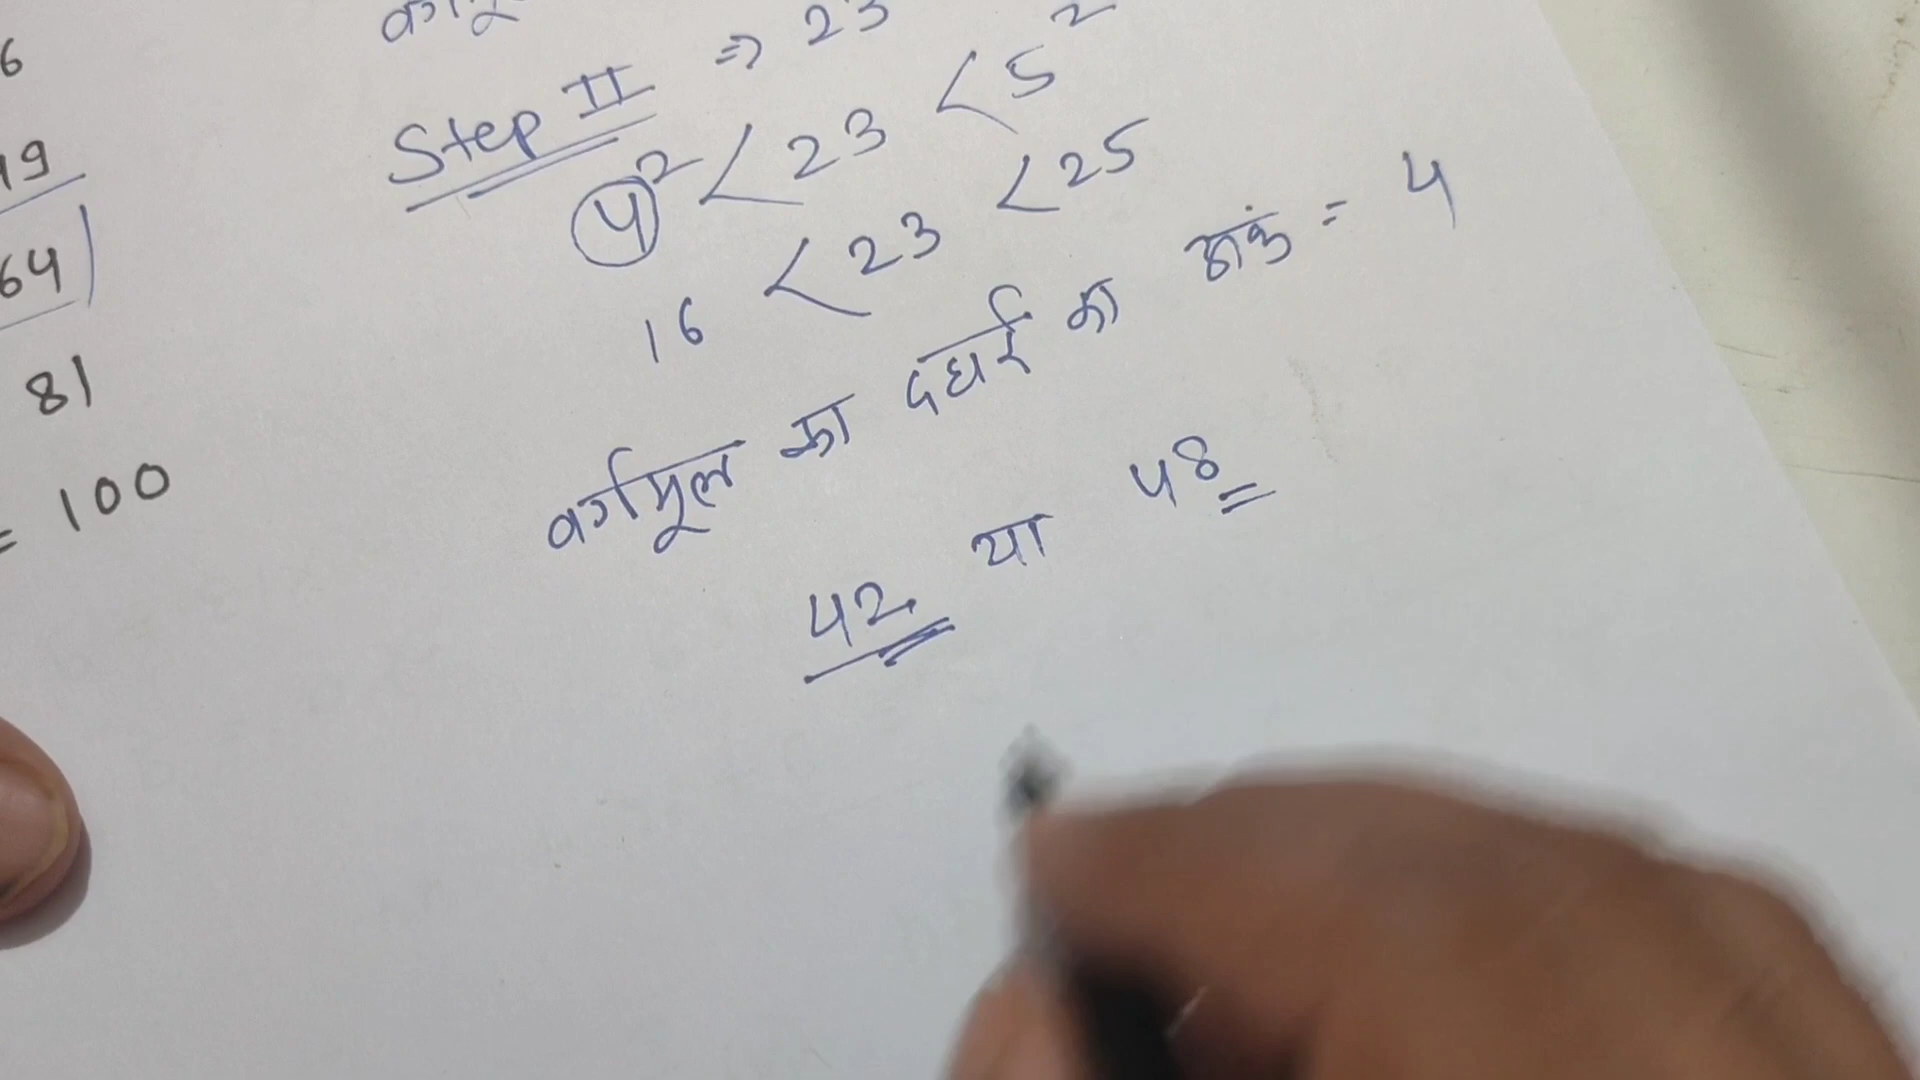 6
49
64
81
= 100
Step II ⇒ 23
4² < 23 < 5²
16 < 23 < 25
वर्गमूल का दहाई का अंक = 4
42 या 48